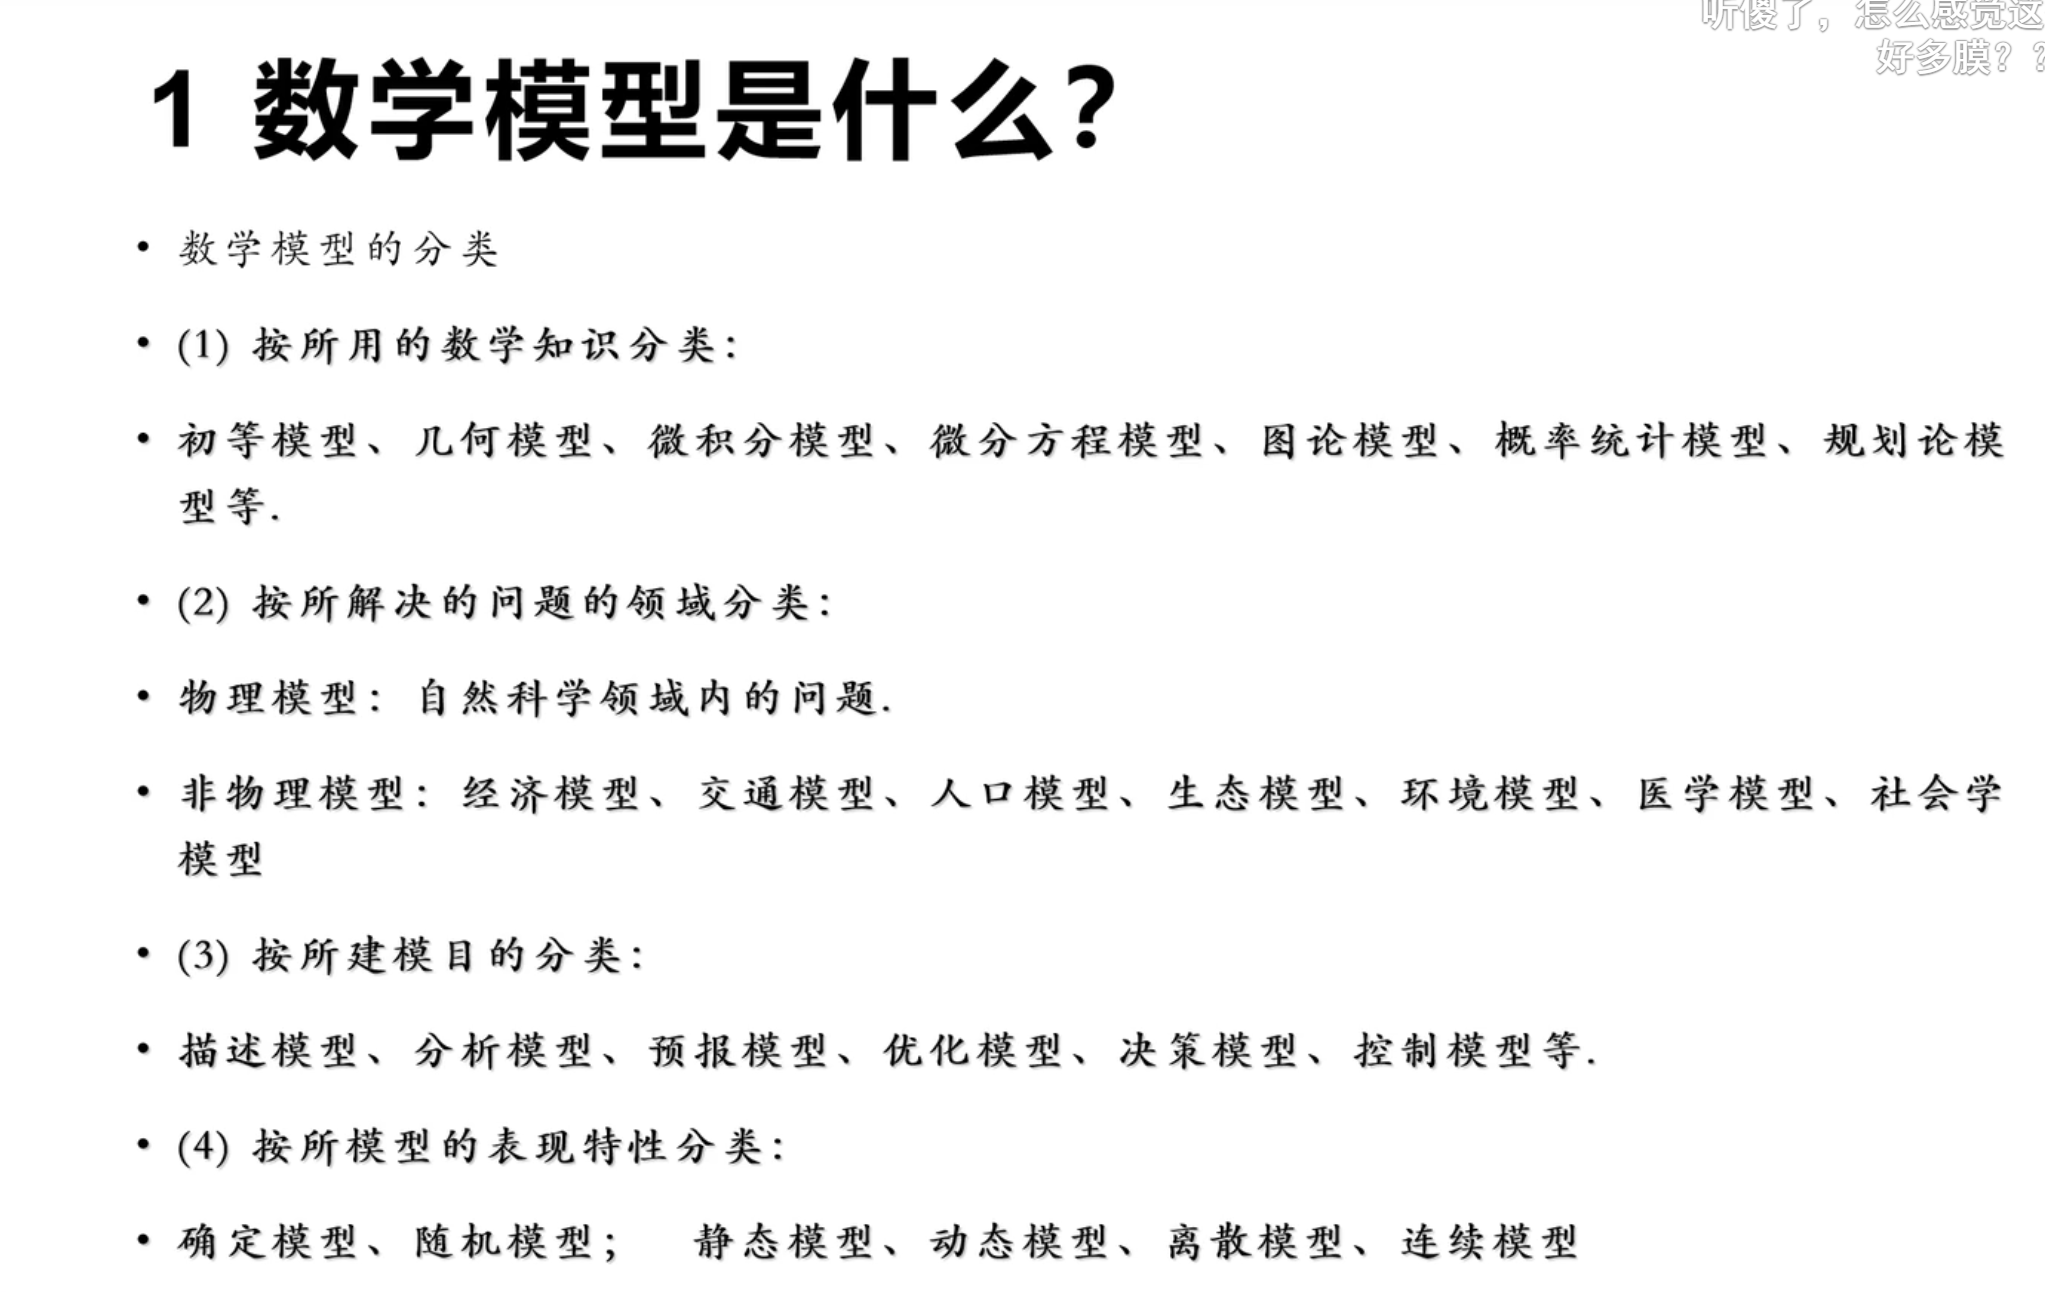 听傻了，怎么感觉这
好多膜？？
1 数学模型是什么？
• 数学模型的分类
• (1) 按所用的数学知识分类：
• 初等模型、几何模型、微积分模型、微分方程模型、图论模型、概率统计模型、规划论模
型等.
• (2) 按所解决的问题的领域分类：
• 物理模型：自然科学领域内的问题.
• 非物理模型：经济模型、交通模型、人口模型、生态模型、环境模型、医学模型、社会学
模型
• (3) 按所建模目的分类：
• 描述模型、分析模型、预报模型、优化模型、决策模型、控制模型等.
• (4) 按所模型的表现特性分类：
• 确定模型、随机模型； 静态模型、动态模型、离散模型、连续模型